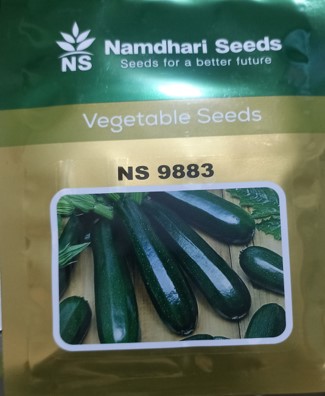 NS
Namdhari Seeds
Seeds for a better future
Vegetable Seeds
NS 9883